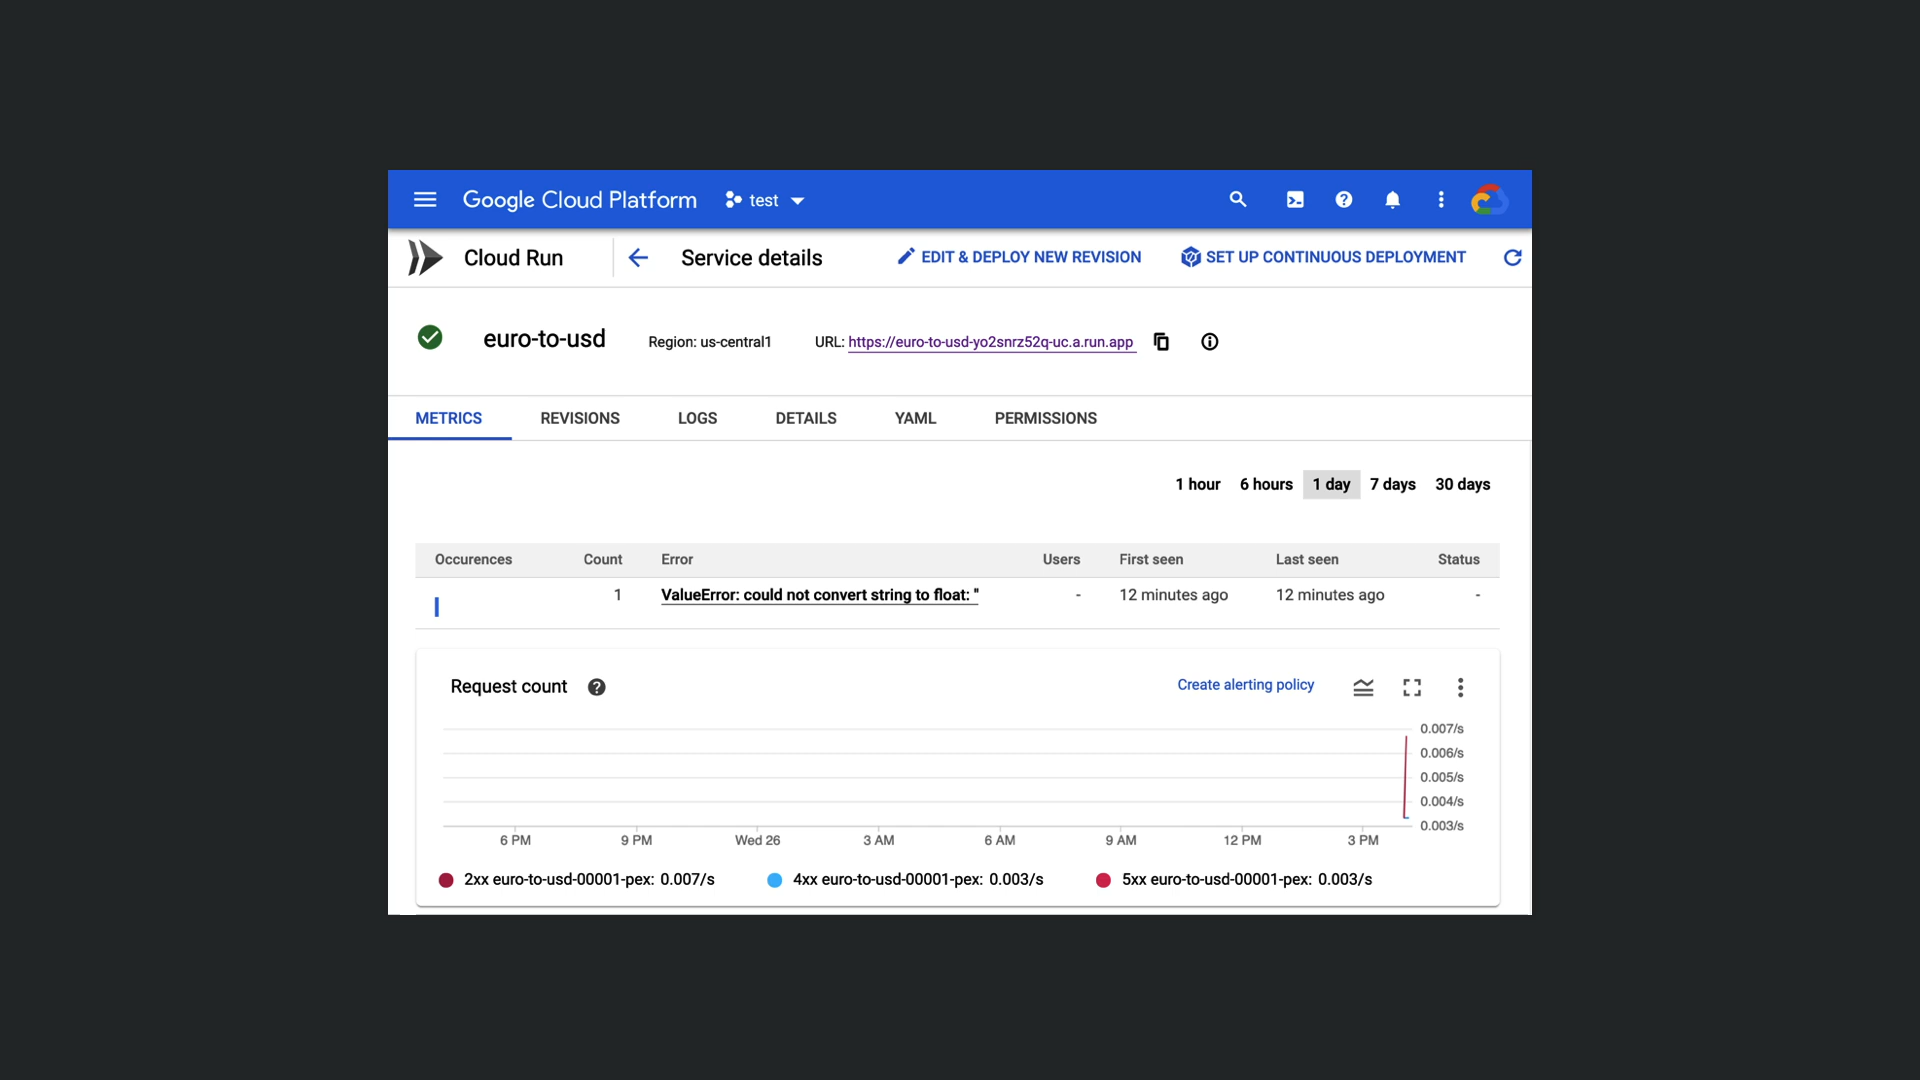 Google Cloud Platform test
Cloud Run Service details EDIT & DEPLOY NEW REVISION SET UP CONTINUOUS DEPLOYMENT
euro-to-usd Region: us-central1 URL: https://euro-to-usd-yo2snrz52q-uc.a.run.app
METRICS REVISIONS LOGS DETAILS YAML PERMISSIONS
1 hour 6 hours 1 day 7 days 30 days
Occurences Count Error Users First seen Last seen Status
1 ValueError: could not convert string to float: " - 12 minutes ago 12 minutes ago -
Request count Create alerting policy
0.007/s
0.006/s
0.005/s
0.004/s
0.003/s
6 PM 9 PM Wed 26 3 AM 6 AM 9 AM 12 PM 3 PM
2xx euro-to-usd-00001-pex: 0.007/s 4xx euro-to-usd-00001-pex: 0.003/s 5xx euro-to-usd-00001-pex: 0.003/s